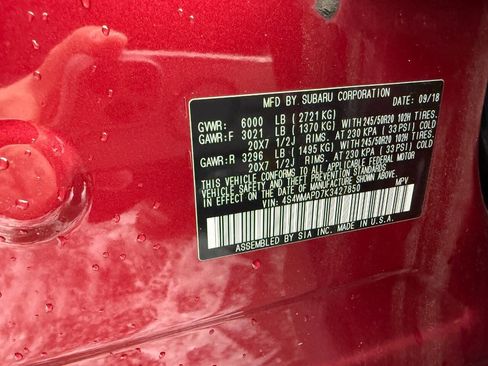 MFD BY. SUBARU CORPORATION DATE: 09/18
GVWR: 6000 LB ( 2721 KG)
GAWR:F 3021 LB ( 1370 KG) WITH 245/50R20 102H TIRES.
20X7 1/2J RIMS. AT 230 KPA ( 33 PSI) COLD
GAWR:R 3296 LB ( 1495 KG) WITH 245/50R20 102H TIRES.
20X7 1/2J RIMS. AT 230 KPA ( 33 PSI) COLD
THIS VEHICLE CONFORMS TO ALL APPLICABLE FEDERAL MOTOR
VEHICLE SAFETY AND THEFT PREVENTION STANDARDS
IN EFFECT ON THE DATE OF MANUFACTURE SHOWN ABOVE.
VIN: 4S4WMAPD7K3427850 MPV
ASSEMBLED BY SIA INC. MADE IN U.S.A.